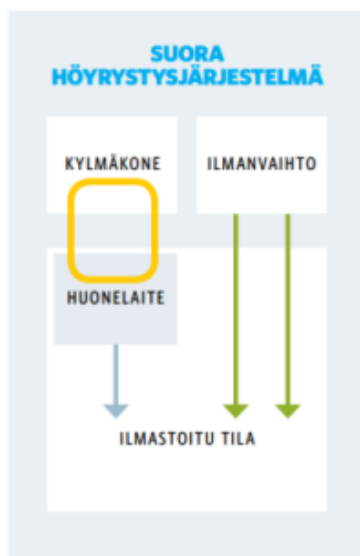 SUORA
HÖYRYSTYSJÄRJESTELMÄ
KYLMÄKONE
ILMANVAIHTO
HUONELAITE
ILMASTOITU TILA